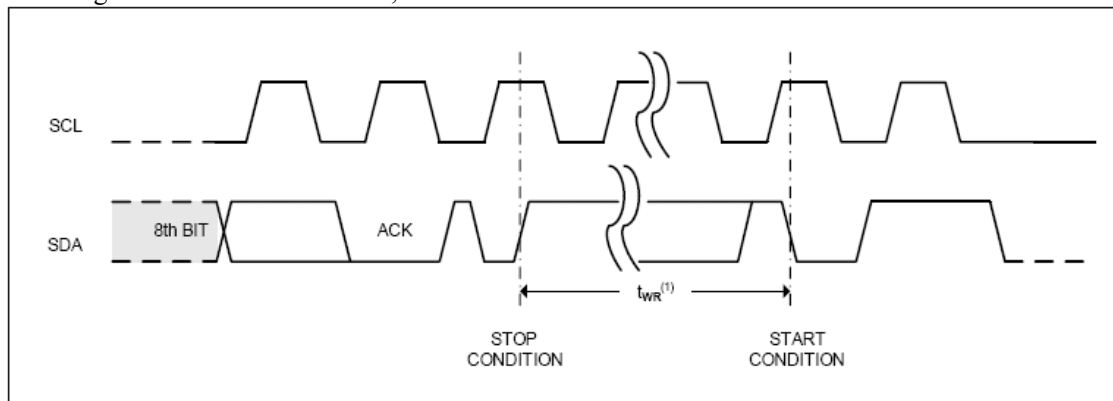 SCL
8th BIT
ACK
SDA
tWR(1)
STOP
CONDITION
START
CONDITION